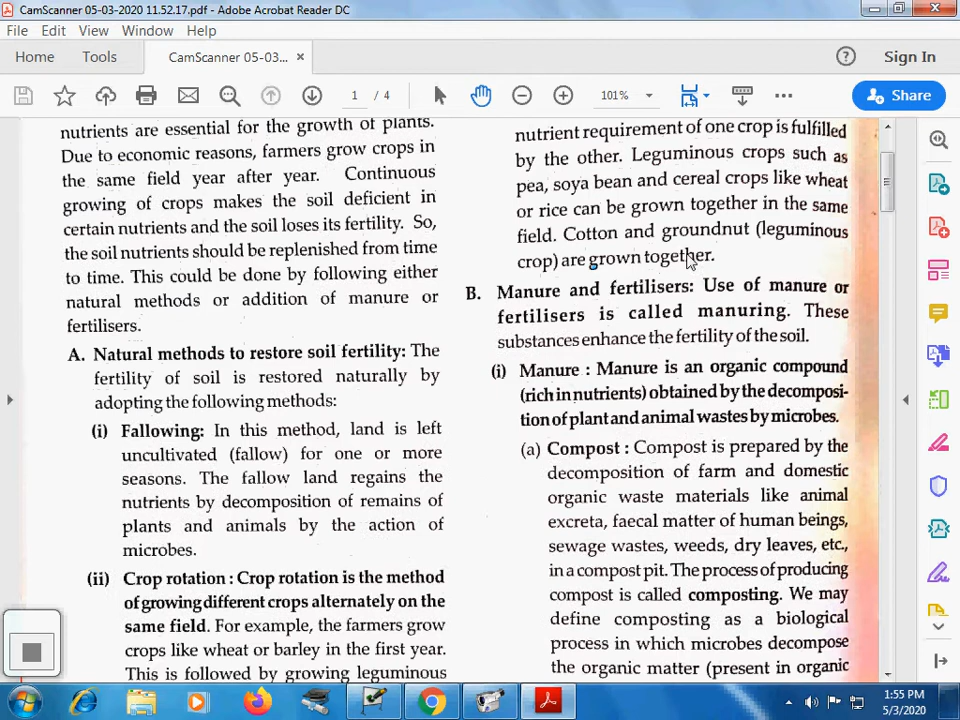 CamScanner 05-03-2020 11.52.17.pdf - Adobe Acrobat Reader DC
File Edit View Window Help
Home Tools CamScanner 05-03... ×
Sign In
1 / 4
101%
Share
nutrients are essential for the growth of plants.
Due to economic reasons, farmers grow crops in
the same field year after year. Continuous
growing of crops makes the soil deficient in
certain nutrients and the soil loses its fertility. So,
the soil nutrients should be replenished from time
to time. This could be done by following either
natural methods or addition of manure or
fertilisers.
A. Natural methods to restore soil fertility: The
fertility of soil is restored naturally by
adopting the following methods:
(i) Fallowing: In this method, land is left
uncultivated (fallow) for one or more
seasons. The fallow land regains the
nutrients by decomposition of remains of
plants and animals by the action of
microbes.
(ii) Crop rotation : Crop rotation is the method
of growing different crops alternately on the
same field. For example, the farmers grow
crops like wheat or barley in the first year.
This is followed by growing leguminous
nutrient requirement of one crop is fulfilled
by the other. Leguminous crops such as
pea, soya bean and cereal crops like wheat
or rice can be grown together in the same
field. Cotton and groundnut (leguminous
crop) are grown together.
B. Manure and fertilisers: Use of manure or
fertilisers is called manuring. These
substances enhance the fertility of the soil.
(i) Manure : Manure is an organic compound
(rich in nutrients) obtained by the decomposi-
tion of plant and animal wastes by microbes.
(a) Compost : Compost is prepared by the
decomposition of farm and domestic
organic waste materials like animal
excreta, faecal matter of human beings,
sewage wastes, weeds, dry leaves, etc.,
in a compost pit. The process of producing
compost is called composting. We may
define composting as a biological
process in which microbes decompose
the organic matter (present in organic
1:55 PM
5/3/2020